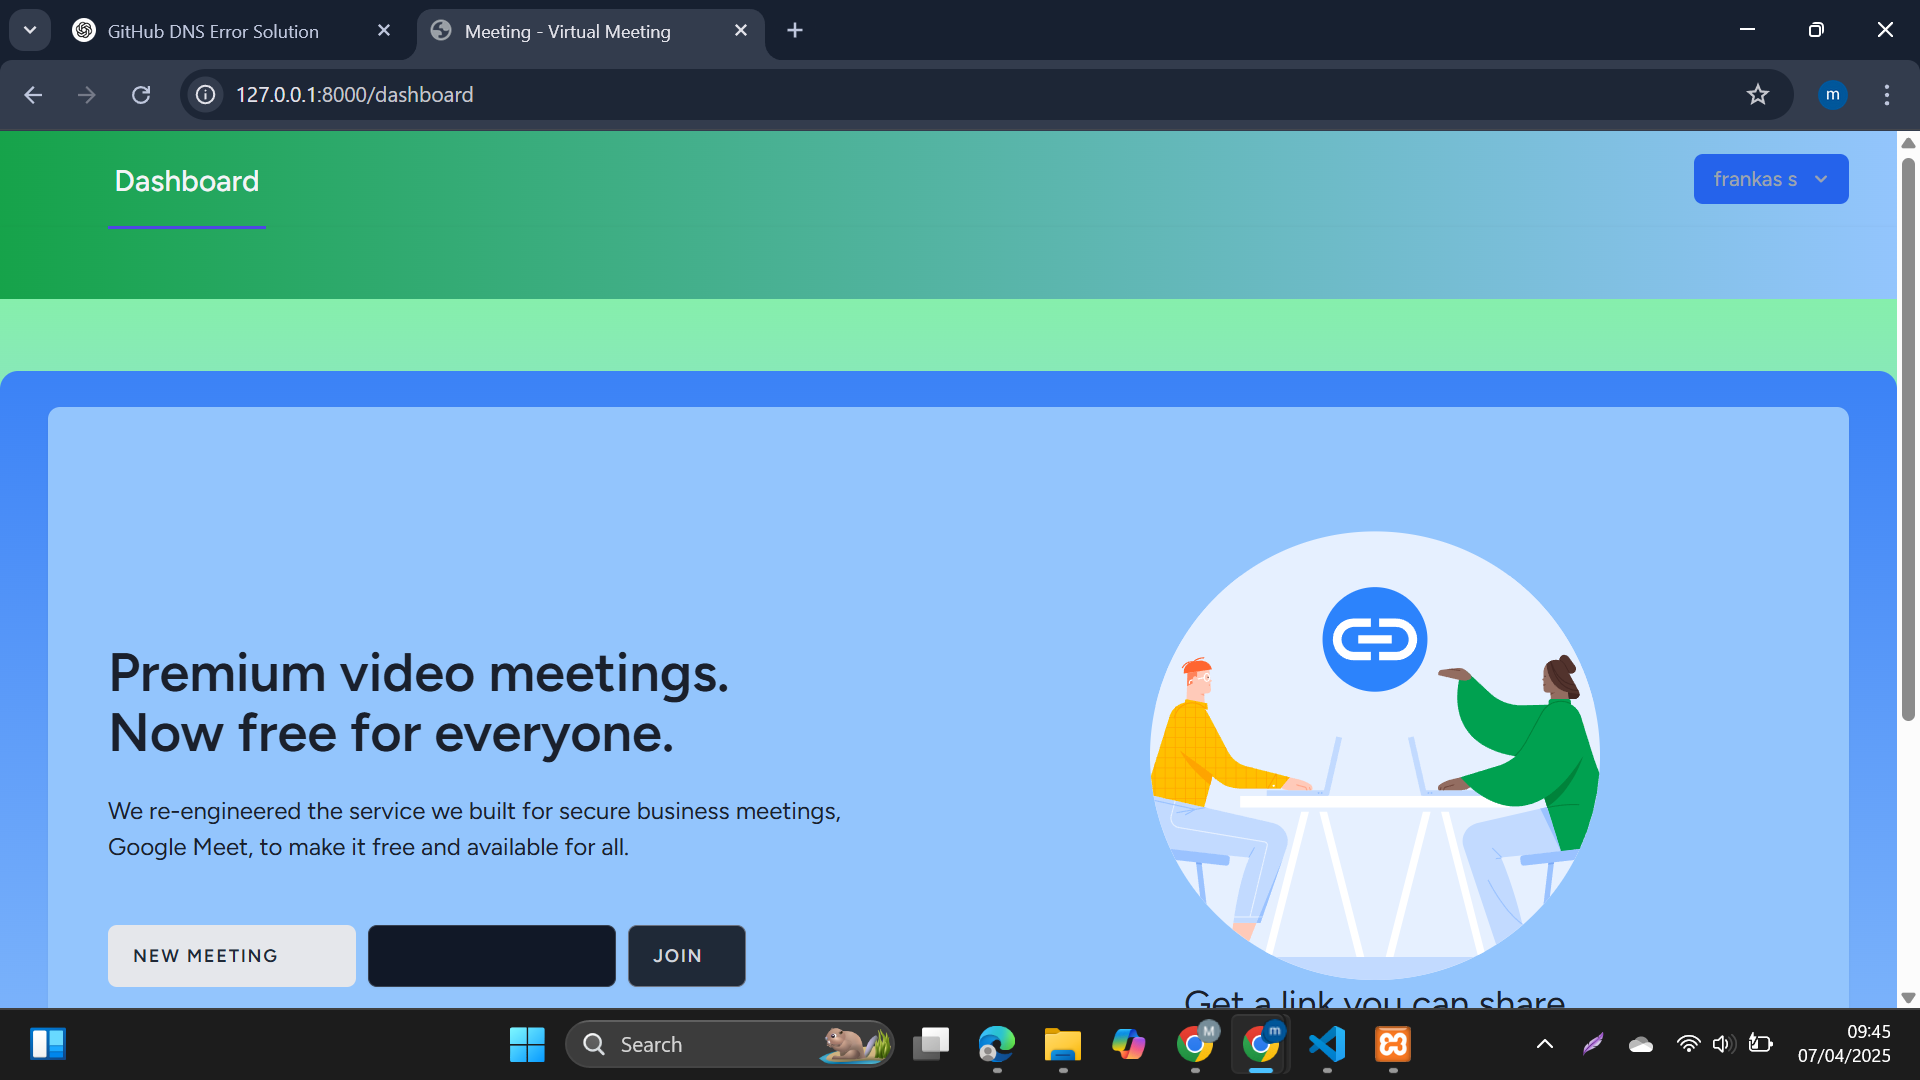 GitHub DNS Error Solution
Meeting - Virtual Meeting
127.0.0.1:8000/dashboard
m
Dashboard
frankas s
Premium video meetings.
Now free for everyone.
We re-engineered the service we built for secure business meetings,
Google Meet, to make it free and available for all.
NEW MEETING
JOIN
Get a link you can share
Search
M
m
09:45
07/04/2025